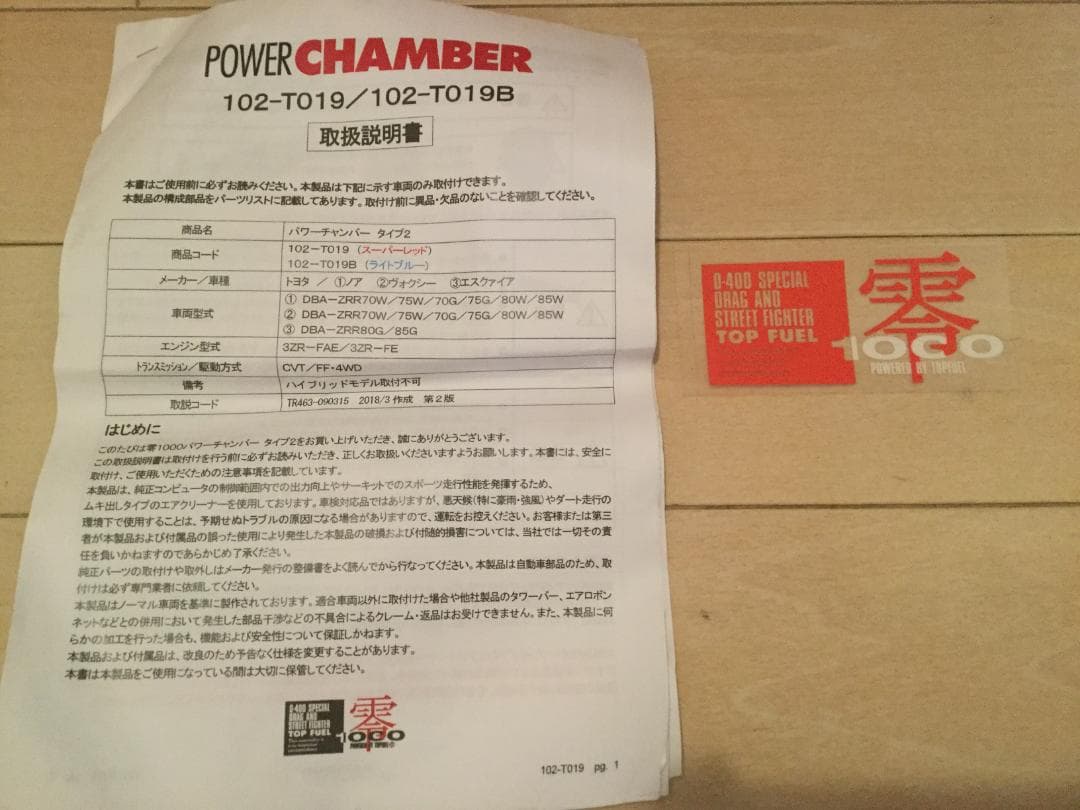 POWER CHAMBER
102-T019／102-T019B
取扱説明書
本書はご使用前に必ずお読みください。本製品は下記に示す車両のみ取付けできます。
本製品の構成部品をパーツリストに記載してあります。取付け前に異品・欠品のないことを確認してください。
商品名 パワーチャンバー タイプ2
商品コード 102－T019 （スーパーレッド）
102－T019B （ライトブルー）
メーカー／車種 トヨタ ／ ①ノア ②ヴォクシー ③エスクァイア
車両型式 ① DBA－ZRR70W／75W／70G／75G／80W／85W
② DBA－ZRR70W／75W／70G／75G／80W／85W
③ DBA－ZRR80G／85G
エンジン型式 3ZR－FAE／3ZR－FE
トランスミッション／駆動方式 CVT／FF・4WD
備考 ハイブリッドモデル取付不可
取説コード TR463-090315 2018/3 作成 第２版
はじめに
このたびは零1000パワーチャンバー タイプ2をお買い上げいただき、誠にありがとうございます。
この取扱説明書は取付けを行う前に必ずお読みいただき、正しくお取扱いくださいますようお願いします。本書には、安全に
取付け、ご使用いただくための注意事項を記載しています。
本製品は、純正コンピュータの制御範囲内での出力向上やサーキットでのスポーツ走行性能を発揮するため、
ムキ出しタイプのエアクリーナーを使用しております。車検対応品ではありますが、悪天候（特に豪雨・強風）やダート走行の
環境下で使用することは、予期せぬトラブルの原因になる場合がありますので、運転をお控えください。お客様または第三
者が本製品および付属品の誤った使用により発生した本製品の破損および付随的損害については、当社では一切その責
任を負いかねますのであらかじめご了承ください。
純正パーツの取付けや取外しはメーカー発行の整備書をよく読んでから行なってください。本製品は自動車部品のため、取
付けは必ず専門業者に依頼してください。
本製品はノーマル車両を基準に製作されております。適合車両以外に取付けた場合や他社製品のタワーバー、エアロボン
ネットなどとの併用において発生した部品干渉などの不具合によるクレーム・返品はお受けできません。また、本製品に何
らかの加工を行った場合も、機能および安全性について保証しかねます。
本製品および付属品は、改良のため予告なく仕様を変更することがあります。
本書は本製品をご使用になっている間は大切に保管してください。
0-400 SPECIAL
DRAG AND
STREET FIGHTER
TOP FUEL
零
1000
POWERED BY TOPFUEL
102-T019 pg. 1
0-400 SPECIAL
DRAG AND
STREET FIGHTER
TOP FUEL
零
1000
POWERED BY TOPFUEL